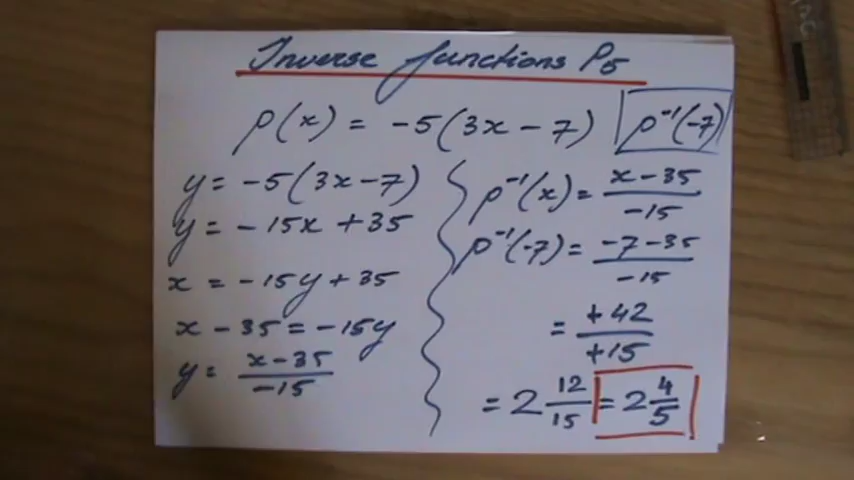 Inverse functions P5
p(x) = -5(3x - 7) p⁻¹(-7)
y = -5(3x-7)
y = -15x + 35
x = -15y + 35
x - 35 = -15y
y = x-35 / -15
p⁻¹(x) = x-35 / -15
p⁻¹(-7) = -7-35 / -15
= +42 / +15
= 2 12/15 = 2 4/5